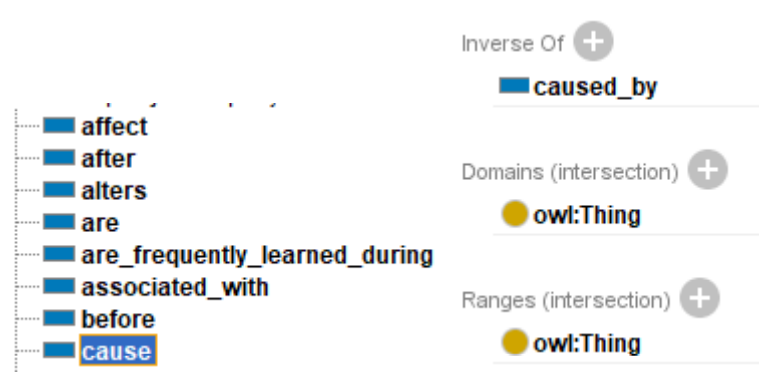 affect
after
alters
are
are_frequently_learned_during
associated_with
before
cause
Inverse Of
caused_by
Domains (intersection)
owl:Thing
Ranges (intersection)
owl:Thing